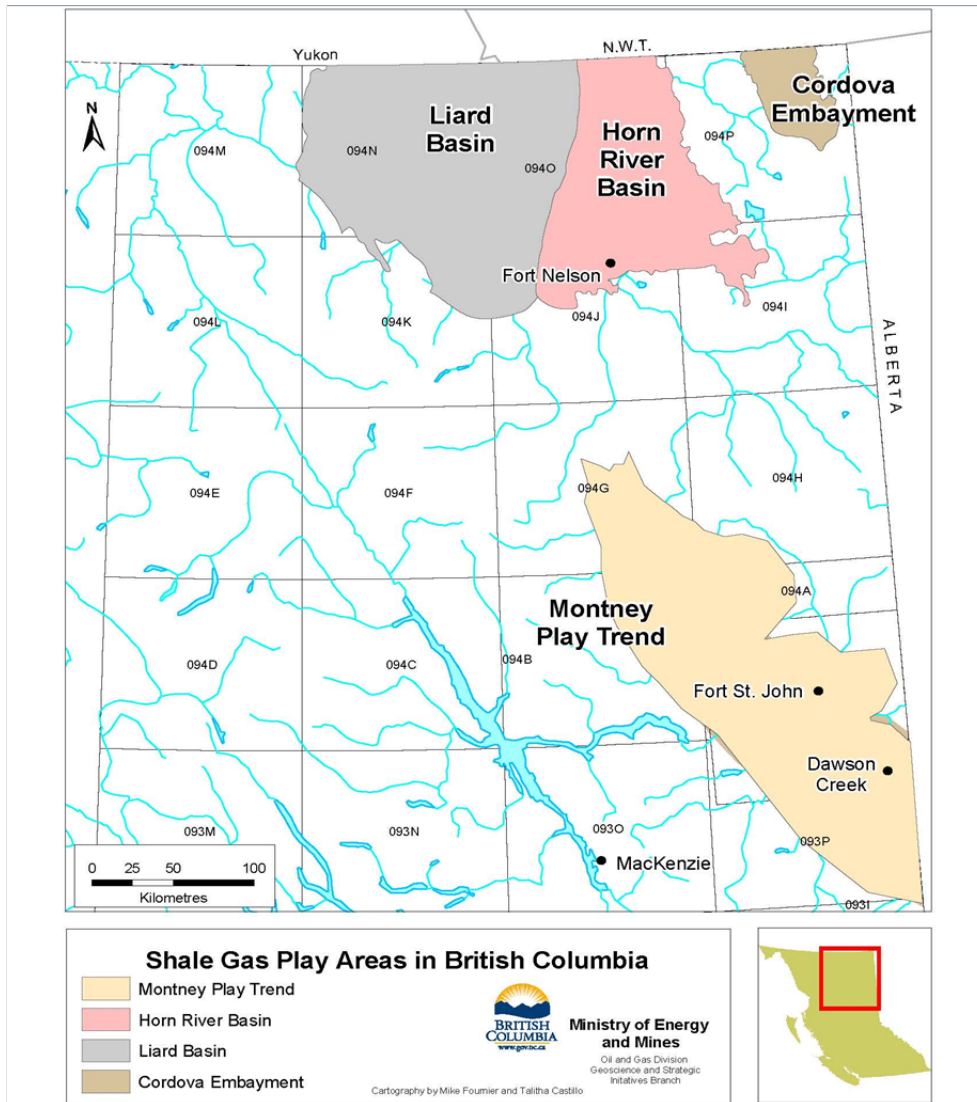 Yukon
N.W.T.
N
Liard
Basin
Horn
River
Basin
Cordova
Embayment
094M
094N
094O
094P
Fort Nelson
094L
094K
094J
094I
ALBERTA
094E
094F
094G
094H
094A
Montney
Play Trend
094D
094C
094B
Fort St. John
Dawson
Creek
093M
093N
093O
093P
MacKenzie
093I
0 25 50 100
Kilometres
Shale Gas Play Areas in British Columbia
Montney Play Trend
Horn River Basin
Liard Basin
Cordova Embayment
BRITISH
COLUMBIA
www.gov.bc.ca
Ministry of Energy
and Mines
Oil and Gas Division
Geoscience and Strategic
Initatives Branch
Cartography by Mike Fournier and Talitha Castillo